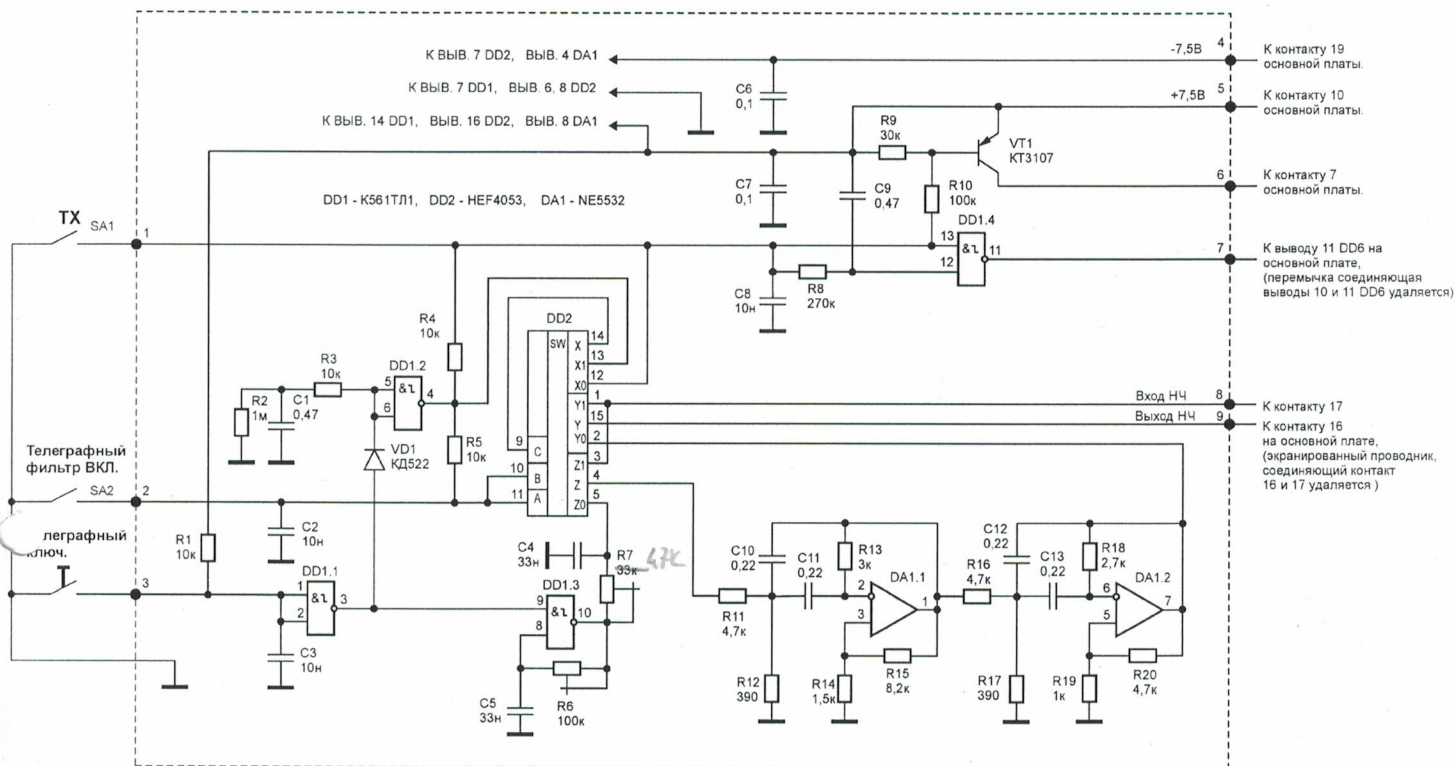 К ВЫВ. 7 DD2, ВЫВ. 4 DA1
-7,5В
4
К контакту 19
основной платы.
К ВЫВ. 7 DD1, ВЫВ. 6, 8 DD2
C6
0,1
+7,5В
5
К контакту 10
основной платы.
К ВЫВ. 14 DD1, ВЫВ. 16 DD2, ВЫВ. 8 DA1
R9
30к
VT1
КТ3107
6
К контакту 7
основной платы.
C7
0,1
C9
0,47
R10
100к
DD1 - К561ТЛ1, DD2 - HEF4053, DA1 - NE5532
TX
SA1
1
DD1.4
13
&
12
11
7
К выводу 11 DD6 на
основной плате,
(перемычка соединяющая
выводы 10 и 11 DD6 удаляется)
C8
10н
R8
270к
R4
10к
DD2
SW
X
14
X1
13
X0
12
Y1
1
Y
15
Y0
2
Z1
3
Z
4
Z0
5
9
C
10
B
11
A
R3
10к
DD1.2
5
&
6
4
R2
1м
C1
0,47
VD1
КД522
R5
10к
Вход НЧ
8
К контакту 17
Выход НЧ
9
К контакту 16
на основной плате,
(экранированный проводник,
соединяющий контакт
16 и 17 удаляется )
Телеграфный
фильтр ВКЛ.
SA2
2
леграфный
ключ.
3
R1
10к
C2
10н
C3
10н
DD1.1
1
&
2
3
C4
33н
R7
33к
4,7К
DD1.3
9
&
8
10
C5
33н
R6
100к
R11
4,7к
R12
390
C10
0,22
C11
0,22
R13
3к
DA1.1
2
3
1
R14
1,5к
R15
8,2к
R16
4,7к
R17
390
C12
0,22
C13
0,22
R18
2,7к
DA1.2
6
5
7
R19
1к
R20
4,7к